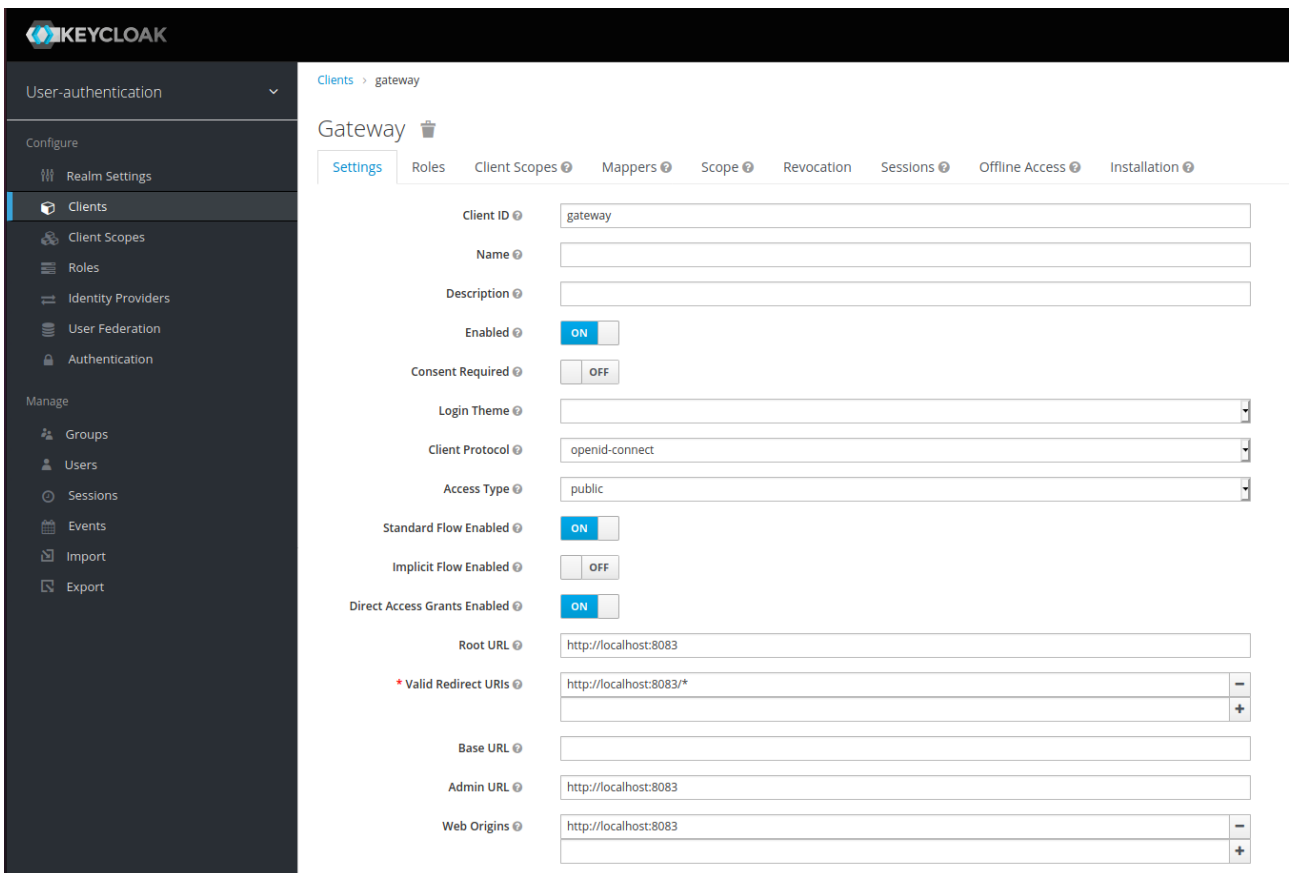 KEYCLOAK
User-authentication
Configure
Realm Settings
Clients
Client Scopes
Roles
Identity Providers
User Federation
Authentication
Manage
Groups
Users
Sessions
Events
Import
Export
Clients > gateway
Gateway
Settings Roles Client Scopes Mappers Scope Revocation Sessions Offline Access Installation
Client ID gateway
Name
Description
Enabled ON
Consent Required OFF
Login Theme
Client Protocol openid-connect
Access Type public
Standard Flow Enabled ON
Implicit Flow Enabled OFF
Direct Access Grants Enabled ON
Root URL http://localhost:8083
* Valid Redirect URIs http://localhost:8083/*
Base URL
Admin URL http://localhost:8083
Web Origins http://localhost:8083